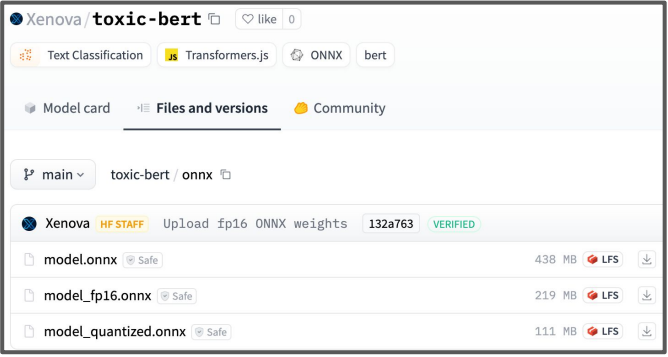 Xenova/toxic-bert like 0
Text Classification JS Transformers.js ONNX bert
Model card Files and versions Community
main toxic-bert / onnx
Xenova HF STAFF Upload fp16 ONNX weights 132a763 VERIFIED
model.onnx Safe 438 MB LFS
model_fp16.onnx Safe 219 MB LFS
model_quantized.onnx Safe 111 MB LFS